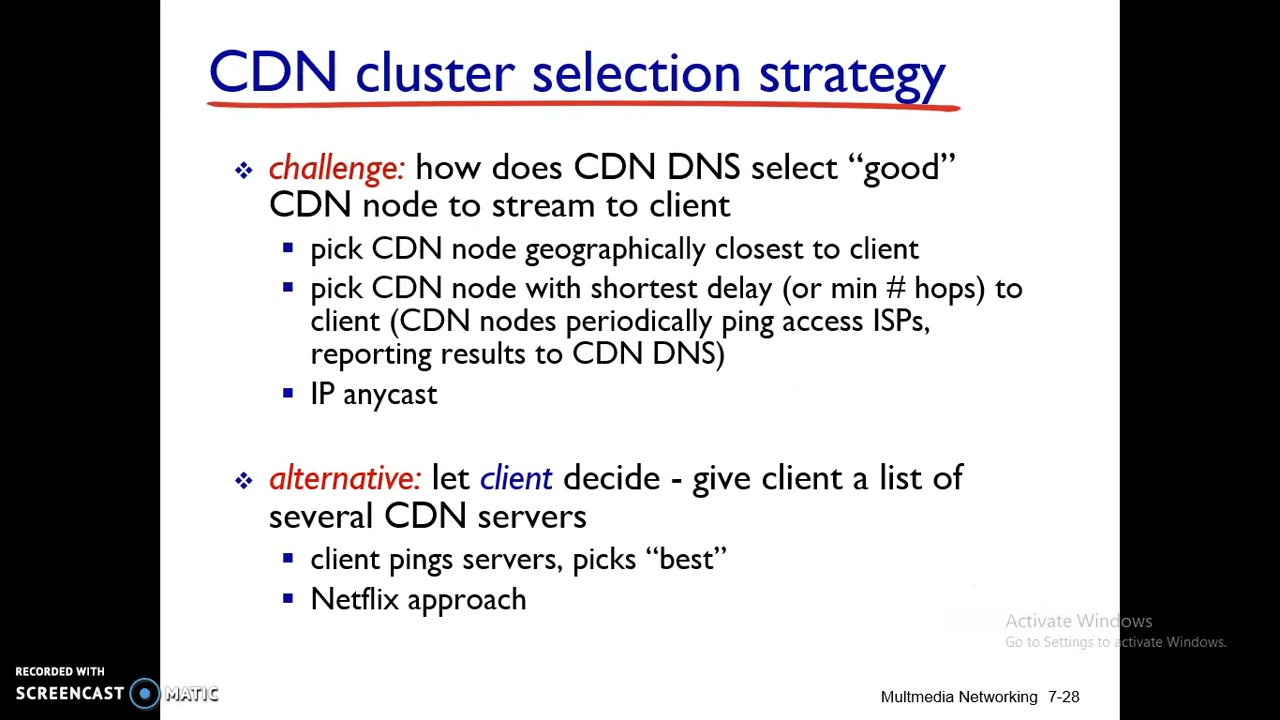 CDN cluster selection strategy
❖ challenge: how does CDN DNS select “good”
CDN node to stream to client
▪ pick CDN node geographically closest to client
▪ pick CDN node with shortest delay (or min # hops) to
client (CDN nodes periodically ping access ISPs,
reporting results to CDN DNS)
▪ IP anycast
❖ alternative: let client decide - give client a list of
several CDN servers
▪ client pings servers, picks “best”
▪ Netflix approach
Activate Windows
Go to Settings to activate Windows.
RECORDED WITH
SCREENCAST MATIC
Multmedia Networking 7-28